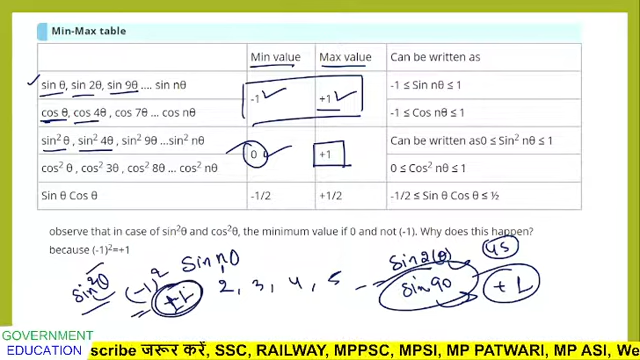 Min-Max table
Min value Max value Can be written as
sin θ, sin 2θ, sin 9θ .... sin nθ -1 +1 -1 ≤ Sin nθ ≤ 1
cos θ, cos 4θ , cos 7θ ... cos nθ -1 ≤ Cos nθ ≤ 1
sin² θ , sin² 4θ , sin² 9θ ...sin² nθ 0 +1 Can be written as0 ≤ Sin² nθ ≤ 1
cos² θ , cos² 3θ , cos² 8θ ... cos² nθ 0 ≤ Cos² nθ ≤ 1
Sin θ Cos θ -1/2 +1/2 -1/2 ≤ Sin θ Cos θ ≤ ½
observe that in case of sin²θ and cos²θ, the minimum value if 0 and not (-1). Why does this happen?
because (-1)²=+1
sin²θ (-1)² +1 Sin nθ
2, 3, 4, 5
Sin2(θ) 45
Sin 90 +1
GOVERNMENT
EDUCATION
bscribe जरूर करें, SSC, RAILWAY, MPPSC, MPSI, MP PATWARI, MP ASI, We